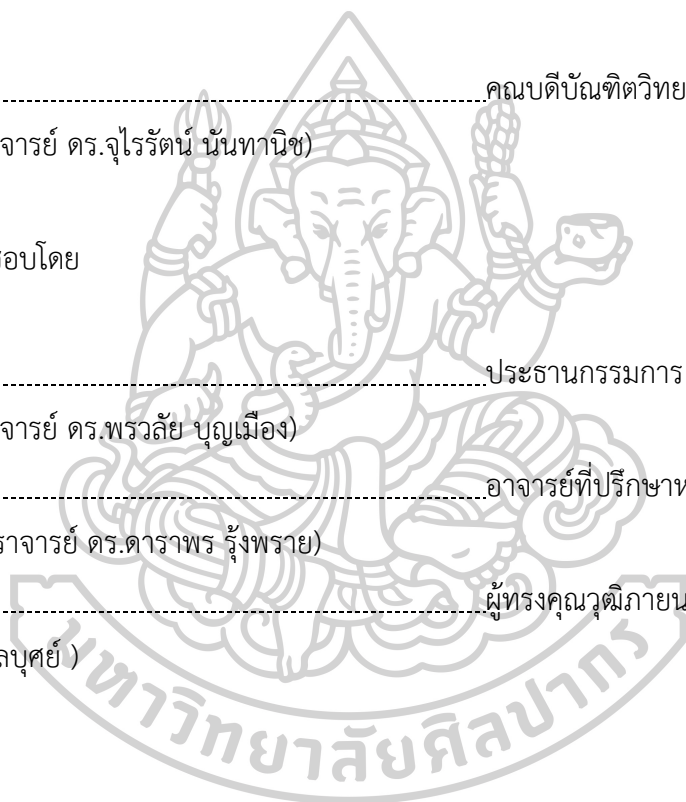 คณบดีบัณฑิตวิทย
จารย์ ดร.จุไรรัตน์ นันทานิช)
อบโดย
ประธานกรรมการ
จารย์ ดร.พรวลัย บุญเมือง)
อาจารย์ที่ปรึกษาห
ราจารย์ ดร.ดาราพร รุ้งพราย)
ผู้ทรงคุณวุฒิภายน
ลบุศย์ )
มหาวิทยาลัยศิลปากร